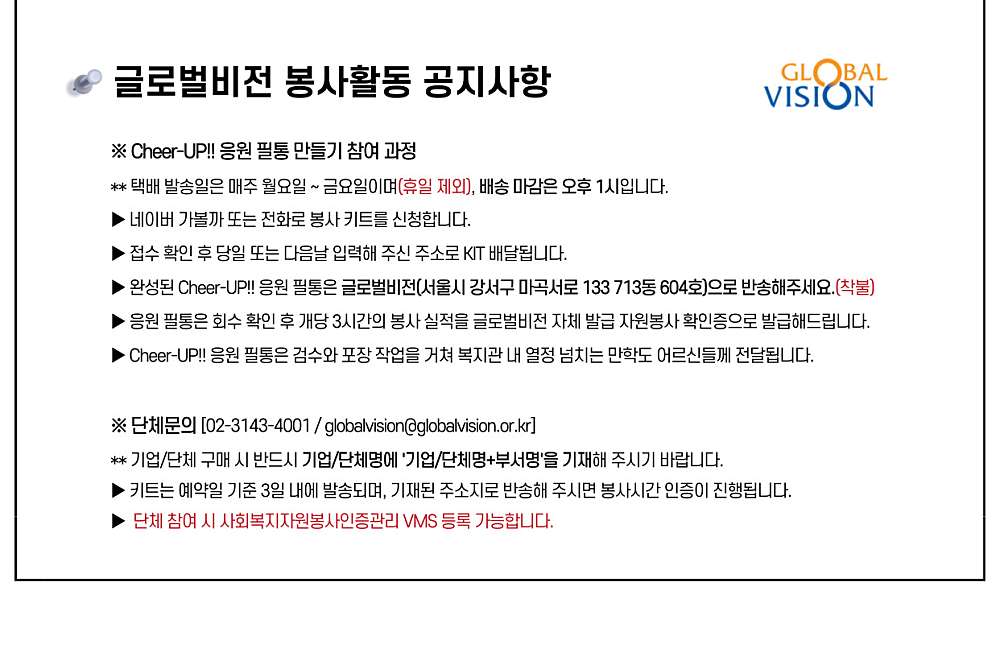 글로벌비전 봉사활동 공지사항
GLOBAL
VISION
※ Cheer-UP!! 응원 필통 만들기 참여 과정
** 택배 발송일은 매주 월요일 ~ 금요일이며(휴일 제외), 배송 마감은 오후 1시입니다.
▶ 네이버 가볼까 또는 전화로 봉사 키트를 신청합니다.
▶ 접수 확인 후 당일 또는 다음날 입력해 주신 주소로 KIT 배달됩니다.
▶ 완성된 Cheer-UP!! 응원 필통은 글로벌비전(서울시 강서구 마곡서로 133 713동 604호)으로 반송해주세요.(착불)
▶ 응원 필통은 회수 확인 후 개당 3시간의 봉사 실적을 글로벌비전 자체 발급 자원봉사 확인증으로 발급해드립니다.
▶ Cheer-UP!! 응원 필통은 검수와 포장 작업을 거쳐 복지관 내 열정 넘치는 만학도 어르신들께 전달됩니다.
※ 단체문의 [02-3143-4001 / globalvision@globalvision.or.kr]
** 기업/단체 구매 시 반드시 기업/단체명에 '기업/단체명+부서명'을 기재해 주시기 바랍니다.
▶ 키트는 예약일 기준 3일 내에 발송되며, 기재된 주소지로 반송해 주시면 봉사시간 인증이 진행됩니다.
▶ 단체 참여 시 사회복지자원봉사인증관리 VMS 등록 가능합니다.